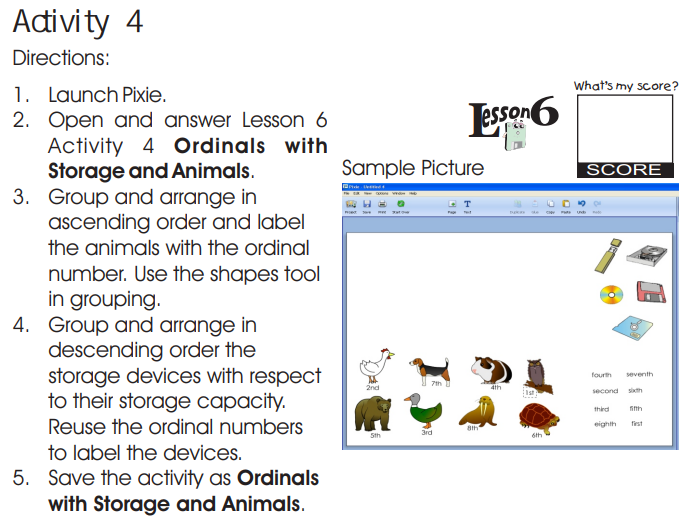 Activity 4
Directions:
1. Launch Pixie.
2. Open and answer Lesson 6
Activity 4 Ordinals with
Storage and Animals.
3. Group and arrange in
ascending order and label
the animals with the ordinal
number. Use the shapes tool
in grouping.
4. Group and arrange in
descending order the
storage devices with respect
to their storage capacity.
Reuse the ordinal numbers
to label the devices.
5. Save the activity as Ordinals
with Storage and Animals.
Lesson 6
What's my score?
SCORE
Sample Picture
Pixie - Untitled 4
File Edit View Options Window Help
Project Save Print Start Over Page Text Duplicate Copy Paste Undo
2nd 7th 4th 1st
5th 3rd 8th 6th
fourth seventh
second sixth
third fifth
eighth first